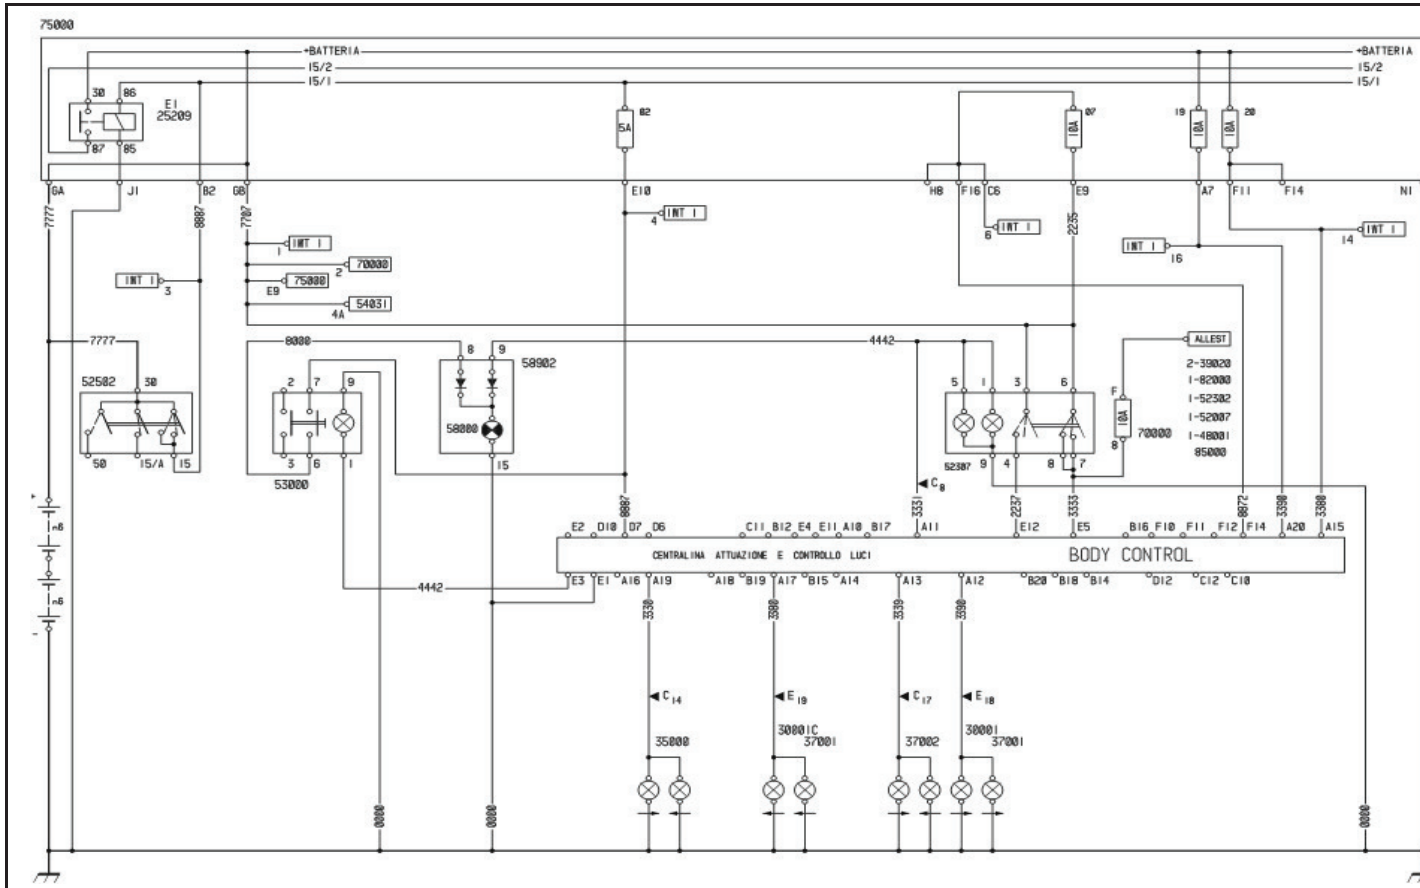 75000
+BATTERIA +BATTERIA
15/2 15/2
15/1 15/1
30 86 E1
25209
87 85
02
5A
07
10A
19
10A
20
10A
GA J1 B2 GB E10 H8 F16 C6 E9 A7 F11 F14 N1
7777 8887 7707 2235
INT 1
4
INT 1
6
INT 1
16
INT 1
14
INT 1
1
70000
2
75000
E9
54031
4A
INT 1
3
7777
8000
4442
52502 30
50 15/A 15
2 7 9
3 6 1
53000
8 9
58902
58000
15
5 1 3 6
9 4 8 7
52307
F
10A
8
70000
ALLEST
2-39020
1-82000
1-52302
1-52007
1-48001
85000
C8
8887 3331 2237 3333 8872 3390 3380
E2 D10 D7 D6 C11 B12 E4 E11 A10 B17 A11 E12 E5 B16 F10 F11 F12 F14 A20 A15
CENTRALINA ATTUAZIONE E CONTROLLO LUCI BODY CONTROL
E3 E1 A16 A19 A18 B19 A17 B15 A14 A13 A12 B20 B18 B14 D12 C12 C10
4442
3330 3380 3339 3390
C14 E19 C17 E18
35000
30001C
37001
37002
30001
37001
0000 0000 0000
+
-